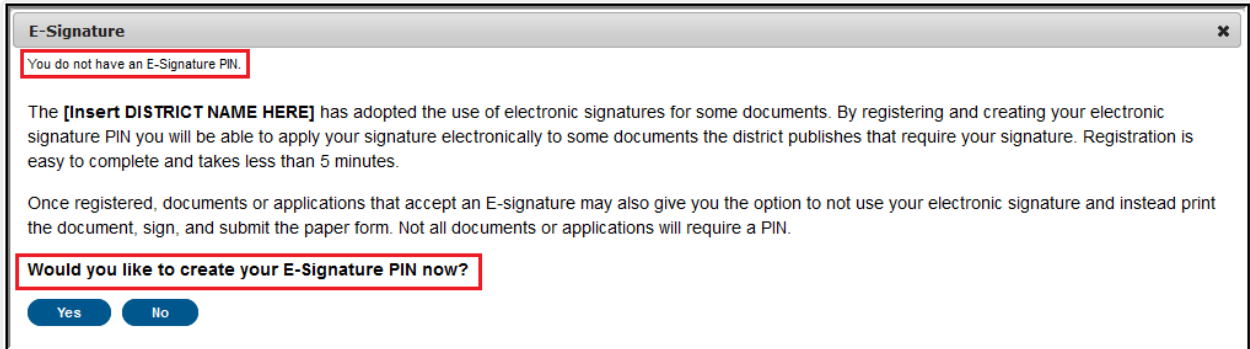 E-Signature
You do not have an E-Signature PIN.
The [Insert DISTRICT NAME HERE] has adopted the use of electronic signatures for some documents. By registering and creating your electronic
signature PIN you will be able to apply your signature electronically to some documents the district publishes that require your signature. Registration is
easy to complete and takes less than 5 minutes.
Once registered, documents or applications that accept an E-signature may also give you the option to not use your electronic signature and instead print
the document, sign, and submit the paper form. Not all documents or applications will require a PIN.
Would you like to create your E-Signature PIN now?
Yes No